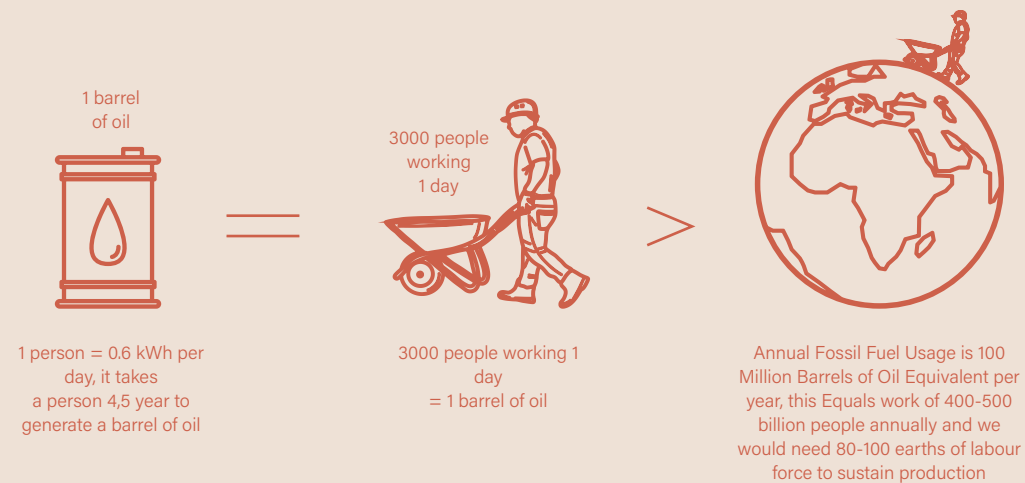 1 barrel
of oil
3000 people
working
1 day
1 person = 0.6 kWh per
day, it takes
a person 4,5 year to
generate a barrel of oil
3000 people working 1
day
= 1 barrel of oil
Annual Fossil Fuel Usage is 100
Million Barrels of Oil Equivalent per
year, this Equals work of 400-500
billion people annually and we
would need 80-100 earths of labour
force to sustain production